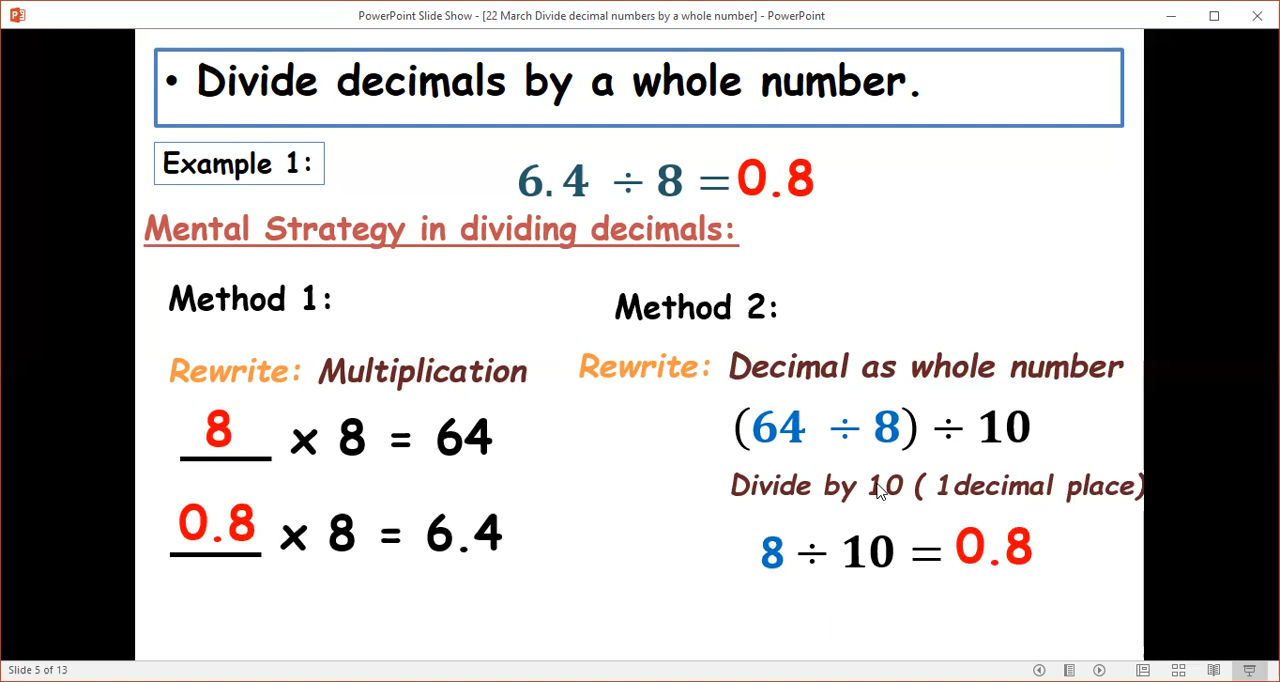 PowerPoint Slide Show - [22 March Divide decimal numbers by a whole number] - PowerPoint
• Divide decimals by a whole number.
Example 1:
6.4 ÷ 8 = 0.8
Mental Strategy in dividing decimals:
Method 1:
Rewrite: Multiplication
8 x 8 = 64
0.8 x 8 = 6.4
Method 2:
Rewrite: Decimal as whole number
(64 ÷ 8) ÷ 10
Divide by 10 ( 1decimal place)
8 ÷ 10 = 0.8
Slide 5 of 13